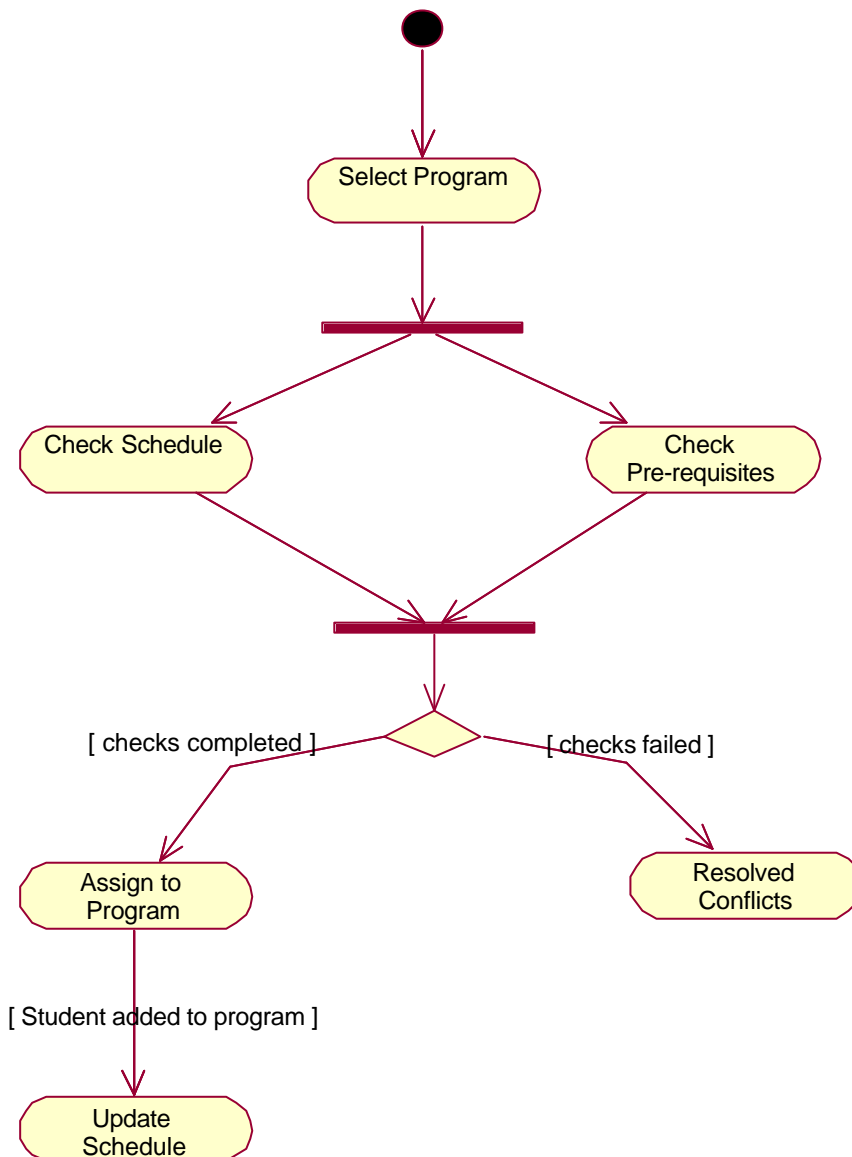 Select Program
Check Schedule
Check
Pre-requisites
[ checks completed ]
[ checks failed ]
Assign to
Program
Resolved
Conflicts
[ Student added to program ]
Update
Schedule